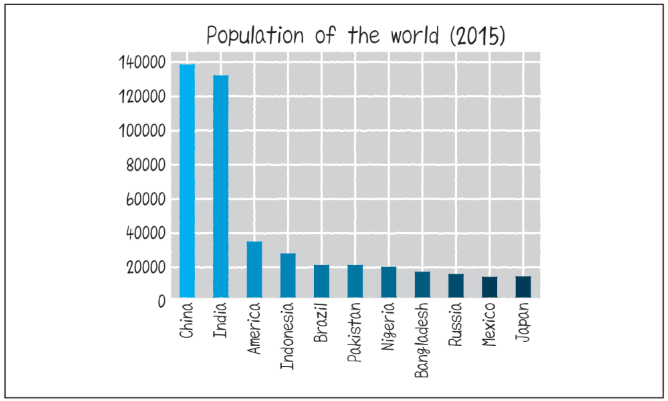 Population of the world (2015)
140000
120000
100000
80000
60000
40000
20000
0
China
India
America
Indonesia
Brazil
Pakistan
Nigeria
Bangladesh
Russia
Mexico
Japan